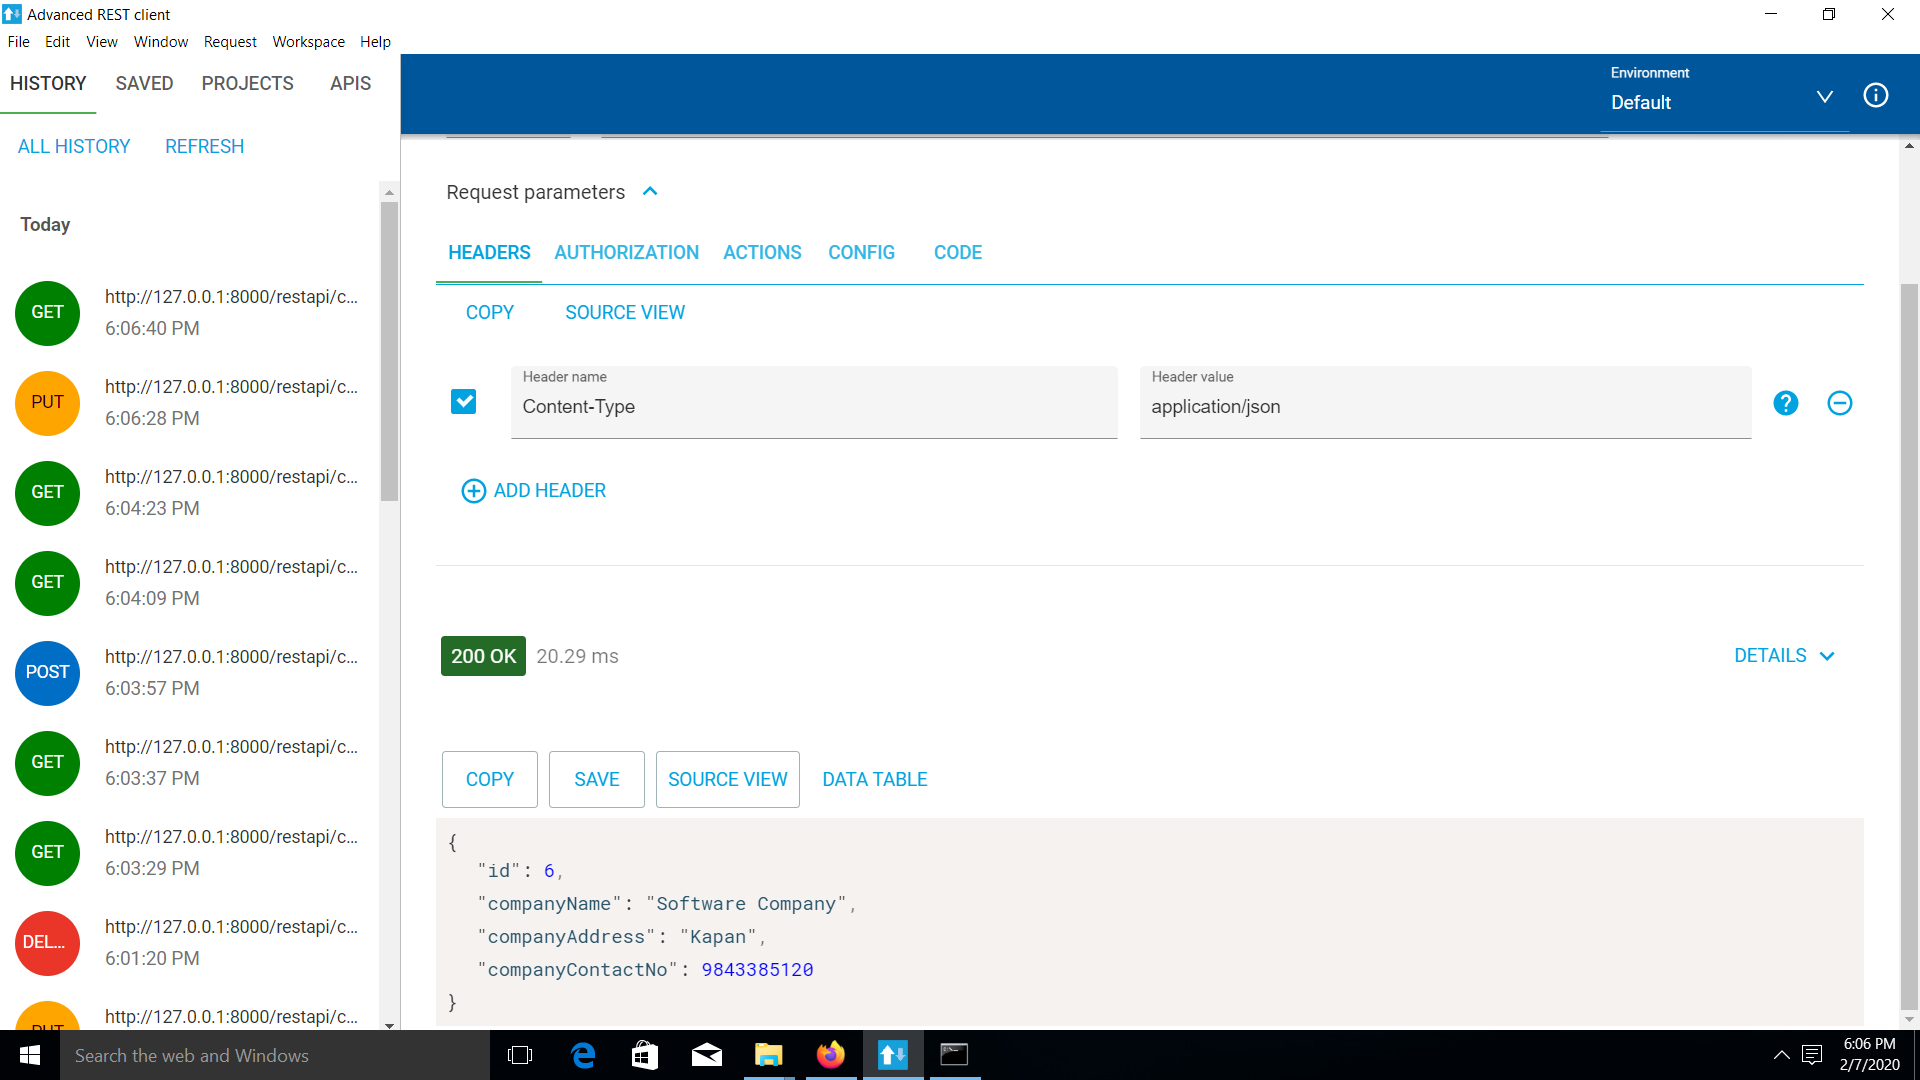 Advanced REST client
File Edit View Window Request Workspace Help
HISTORY SAVED PROJECTS APIS
Environment
Default
ALL HISTORY REFRESH
Today
GET http://127.0.0.1:8000/restapi/c...
6:06:40 PM
PUT http://127.0.0.1:8000/restapi/c...
6:06:28 PM
GET http://127.0.0.1:8000/restapi/c...
6:04:23 PM
GET http://127.0.0.1:8000/restapi/c...
6:04:09 PM
POST http://127.0.0.1:8000/restapi/c...
6:03:57 PM
GET http://127.0.0.1:8000/restapi/c...
6:03:37 PM
GET http://127.0.0.1:8000/restapi/c...
6:03:29 PM
DEL... http://127.0.0.1:8000/restapi/c...
6:01:20 PM
PUT http://127.0.0.1:8000/restapi/c...
Request parameters
HEADERS AUTHORIZATION ACTIONS CONFIG CODE
COPY SOURCE VIEW
Header name
Content-Type
Header value
application/json
ADD HEADER
200 OK 20.29 ms
DETAILS
COPY SAVE SOURCE VIEW DATA TABLE
{
"id": 6,
"companyName": "Software Company",
"companyAddress": "Kapan",
"companyContactNo": 9843385120
}
Search the web and Windows
6:06 PM
2/7/2020